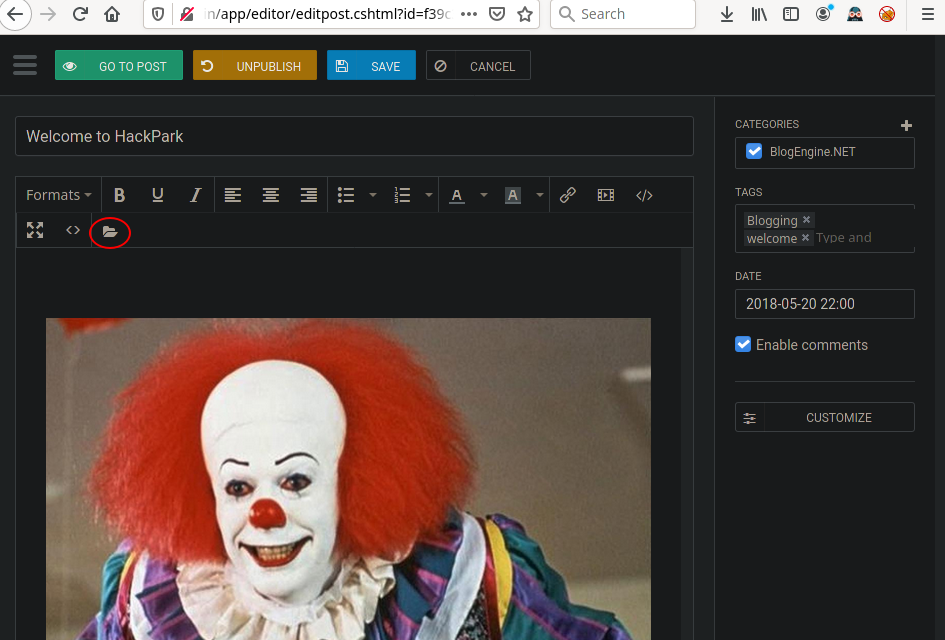 n/app/editor/editpost.cshtml?id=f39c
Search
GO TO POST
UNPUBLISH
SAVE
CANCEL
Welcome to HackPark
Formats
B U I
A A
CATEGORIES
BlogEngine.NET
TAGS
Blogging ×
welcome × Type and
DATE
2018-05-20 22:00
Enable comments
CUSTOMIZE